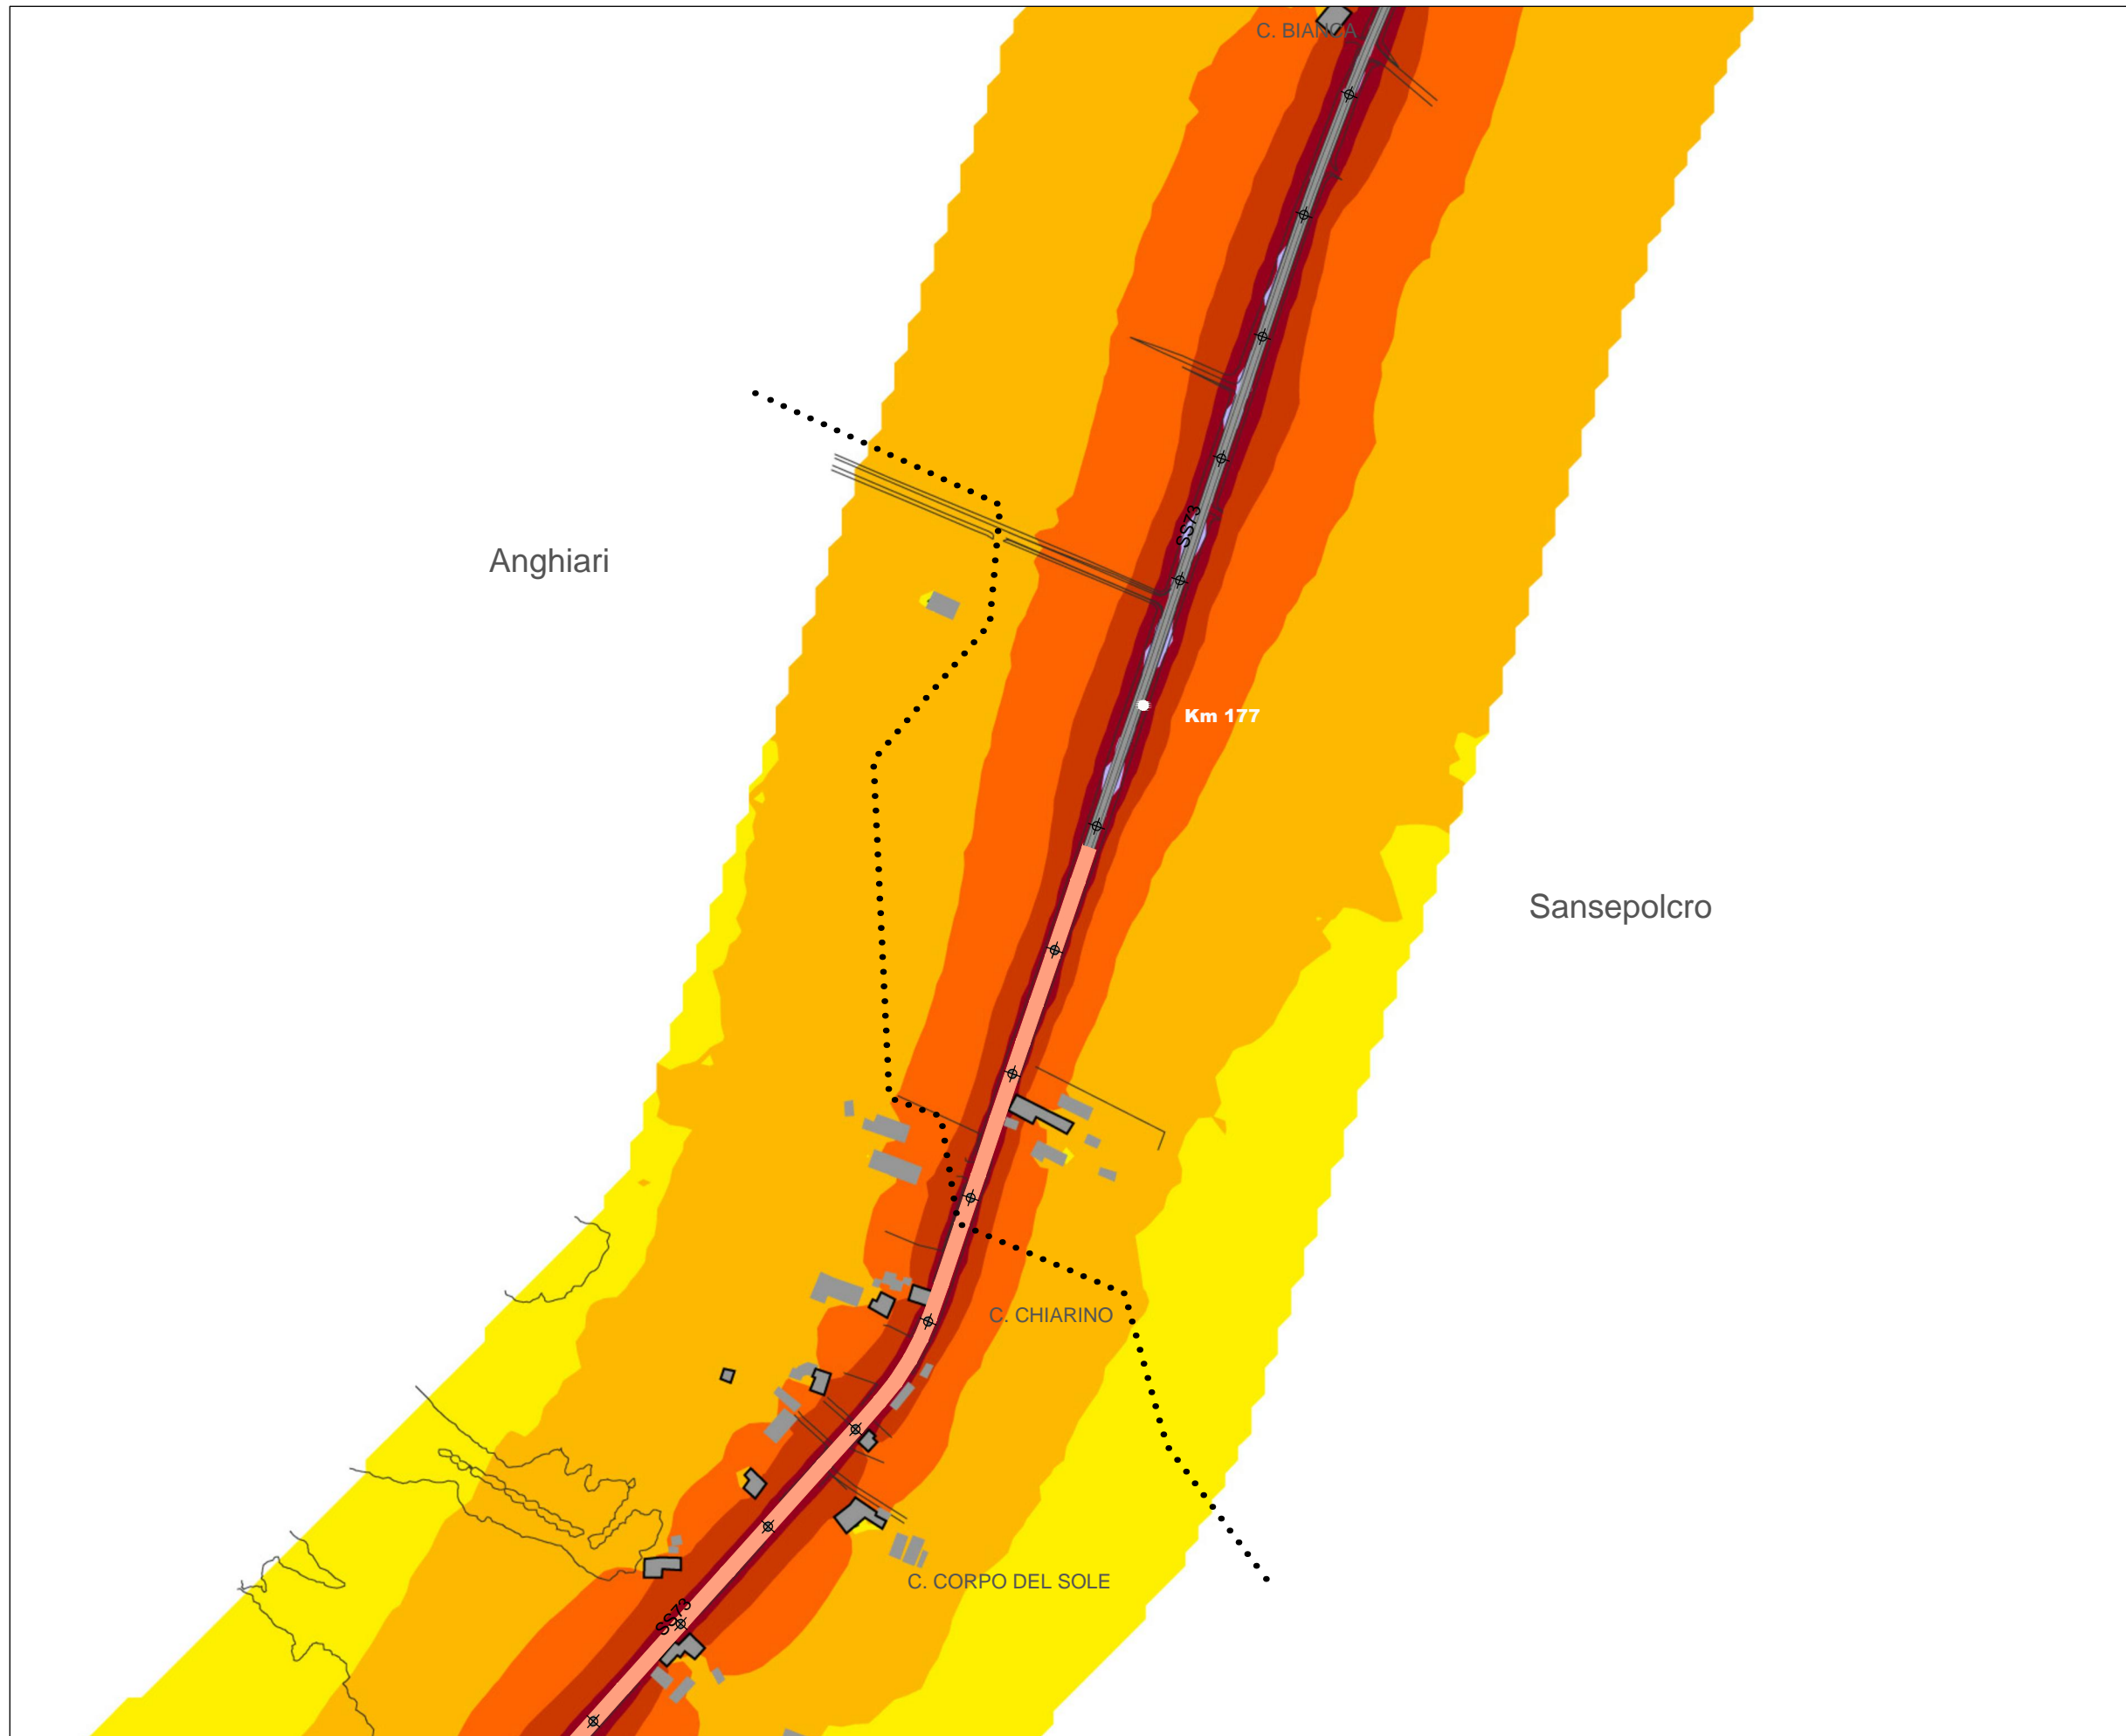 C. BIANCA
SS73
Anghiari
Km 177
Sansepolcro
C. CHIARINO
C. CORPO DEL SOLE
SS73